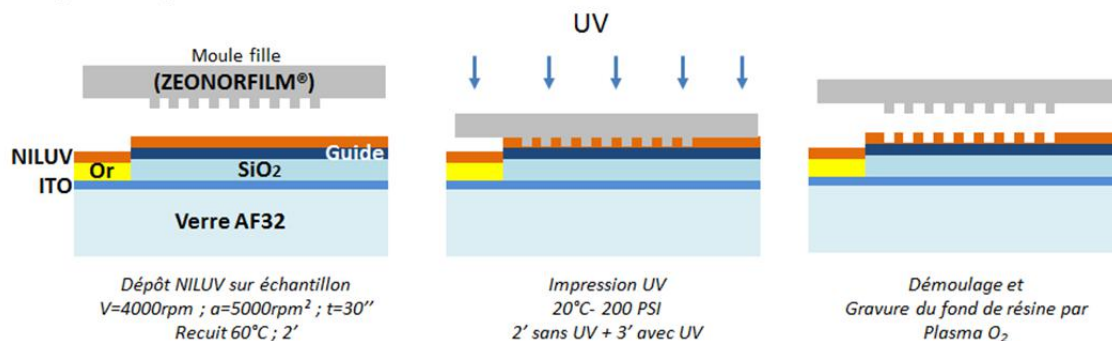 UV
Moule fille
(ZEONORFILM®)
NILUV
Guide
Or
SiO2
ITO
Verre AF32
Dépôt NILUV sur échantillon
V=4000rpm ; a=5000rpm² ; t=30’’
Recuit 60°C ; 2’
Impression UV
20°C- 200 PSI
2’ sans UV + 3’ avec UV
Démoulage et
Gravure du fond de résine par
Plasma O2